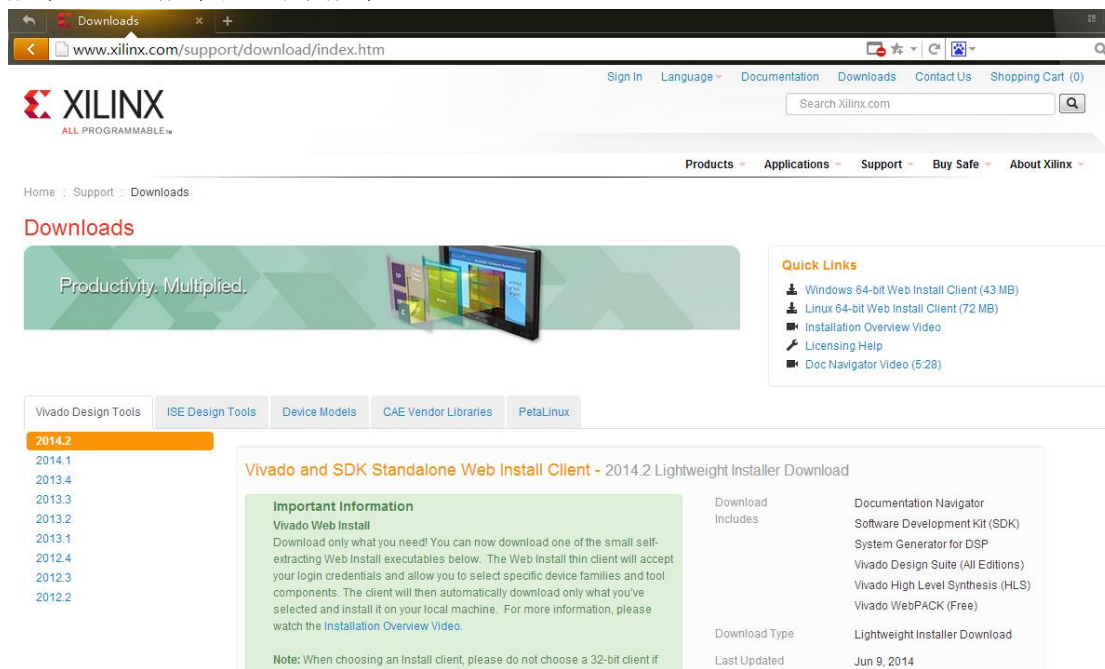 Downloads × +
www.xilinx.com/support/download/index.htm
Sign In Language Documentation Downloads Contact Us Shopping Cart (0)
XILINX
ALL PROGRAMMABLE™
Search Xilinx.com
Products Applications Support Buy Safe About Xilinx
Home : Support : Downloads
Downloads
Productivity. Multiplied.
Quick Links
Windows 64-bit Web Install Client (43 MB)
Linux 64-bit Web Install Client (72 MB)
Installation Overview Video
Licensing Help
Doc Navigator Video (5:28)
Vivado Design Tools ISE Design Tools Device Models CAE Vendor Libraries PetaLinux
2014.2
2014.1
2013.4
2013.3
2013.2
2013.1
2012.4
2012.3
2012.2
Vivado and SDK Standalone Web Install Client - 2014.2 Lightweight Installer Download
Important Information
Vivado Web Install
Download only what you need! You can now download one of the small self-
extracting Web Install executables below. The Web Install thin client will accept
your login credentials and allow you to select specific device families and tool
components. The client will then automatically download only what you've
selected and install it on your local machine. For more information, please
watch the Installation Overview Video.
Note: When choosing an Install client, please do not choose a 32-bit client if
Download Includes
Documentation Navigator
Software Development Kit (SDK)
System Generator for DSP
Vivado Design Suite (All Editions)
Vivado High Level Synthesis (HLS)
Vivado WebPACK (Free)
Download Type Lightweight Installer Download
Last Updated Jun 9, 2014